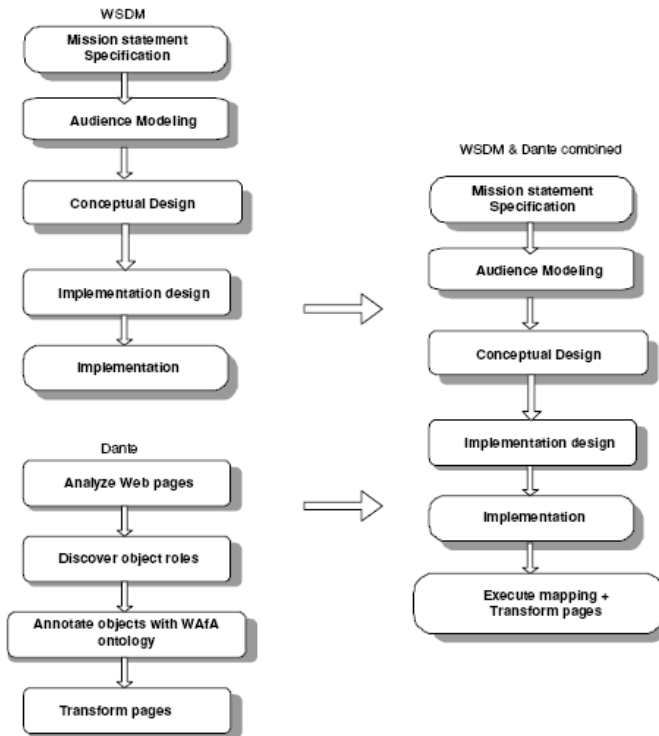 WSDM
Mission statement
Specification
Audience Modeling
Conceptual Design
Implementation design
Implementation
Dante
Analyze Web pages
Discover object roles
Annotate objects with WAfA
ontology
Transform pages
WSDM & Dante combined
Mission statement
Specification
Audience Modeling
Conceptual Design
Implementation design
Implementation
Execute mapping +
Transform pages